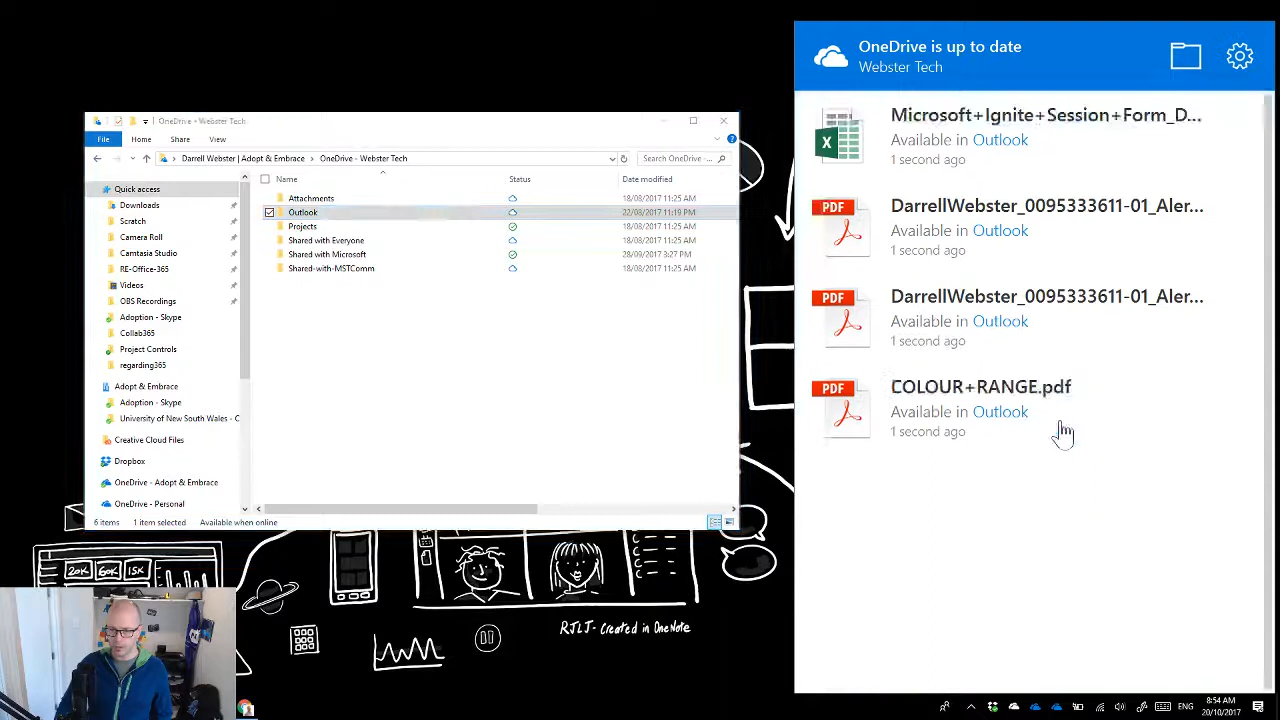 OneDrive - Webster Tech
File
Home
Share
View
Darrell Webster | Adopt & Embrace > OneDrive - Webster Tech
Search OneDrive -...
Name
Status
Date modified
Quick access
Downloads
Scratch
Camera Roll
Camtasia Studio
RE-Office-365
Videos
OBS Recordings
Adoption - Skype
Collab365
Project Controls
regarding365
Adopt & Embrace
Adoption - Skype
University of New South Wales - C
Creative Cloud Files
Dropbox
OneDrive - Adopt & Embrace
OneDrive - Personal
Attachments 18/08/2017 11:25 AM
Outlook 22/08/2017 11:19 PM
Projects 18/08/2017 11:25 AM
Shared with Everyone 18/08/2017 11:25 AM
Shared with Microsoft 28/09/2017 3:27 PM
Shared-with-MSTComm 18/08/2017 11:25 AM
6 items 1 item selected Available when online
OneDrive is up to date
Webster Tech
Microsoft+Ignite+Session+Form_D...
Available in Outlook
1 second ago
PDF
DarrellWebster_0095333611-01_Aler...
Available in Outlook
1 second ago
PDF
DarrellWebster_0095333611-01_Aler...
Available in Outlook
1 second ago
PDF
COLOUR+RANGE.pdf
Available in Outlook
1 second ago
20K 60K 15K
RJLJ- Created in OneNote
ENG
8:54 AM
20/10/2017